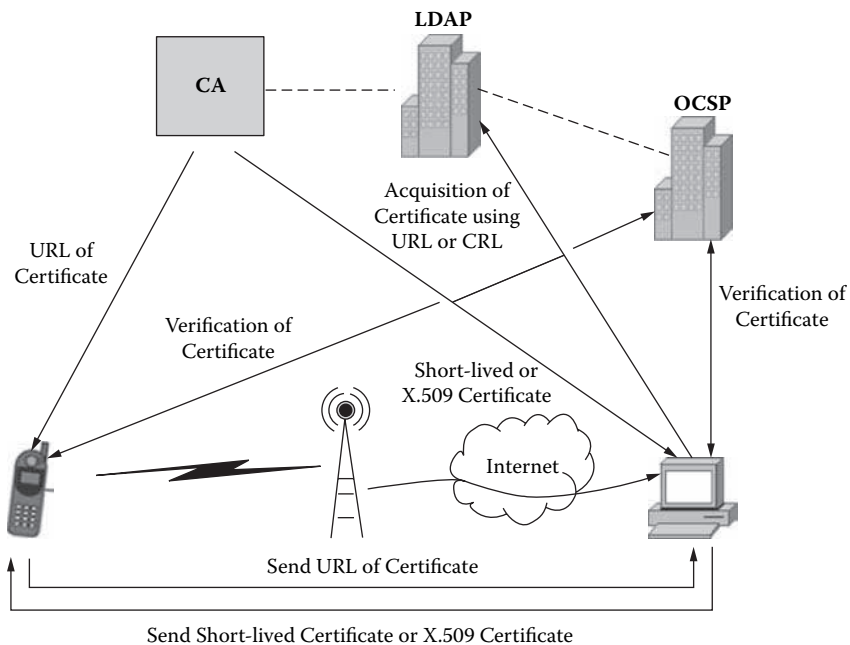 LDAP
CA
OCSP
Acquisition of
Certificate using
URL or CRL
URL of
Certificate
Verification of
Certificate
Verification of
Certificate
Short-lived or
X.509 Certificate
Internet
Send URL of Certificate
Send Short-lived Certificate or X.509 Certificate